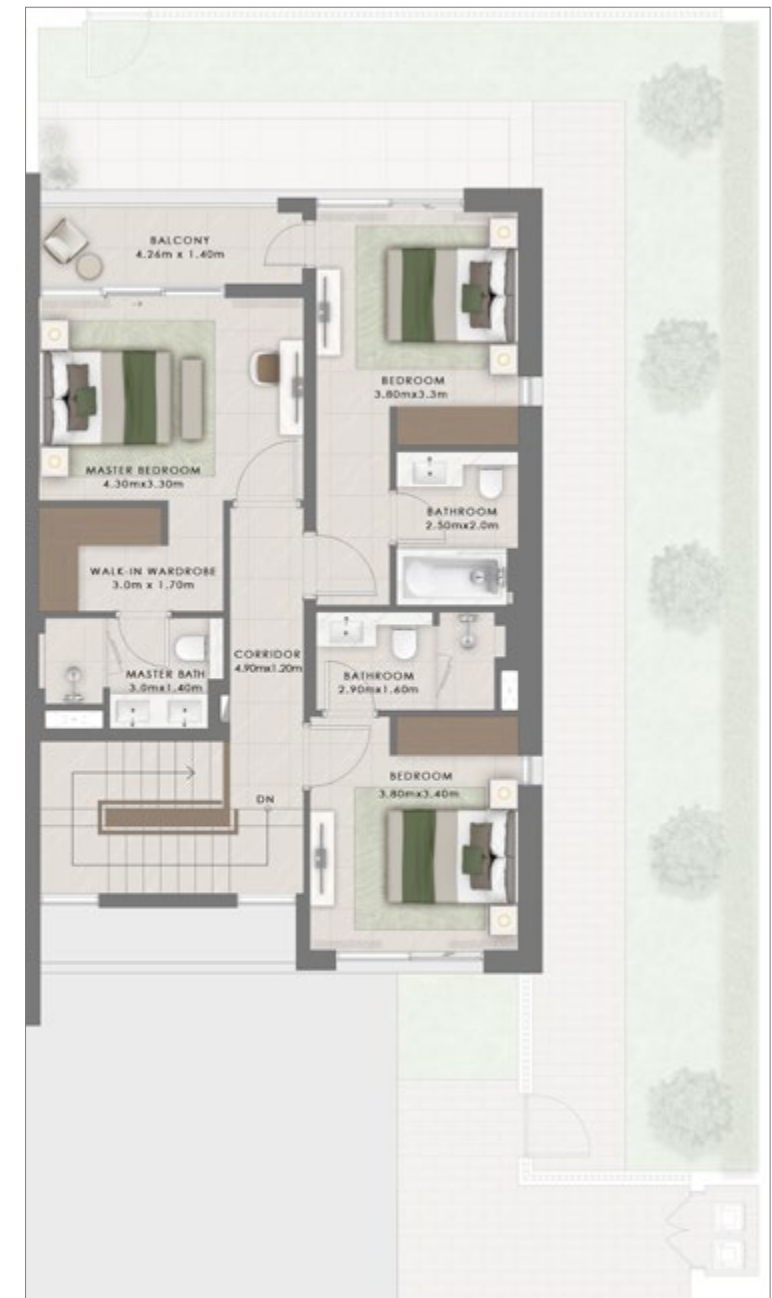 BALCONY
4.26m x 1.40m
BEDROOM
3.80mx3.3m
MASTER BEDROOM
4.30mx3.30m
BATHROOM
2.50mx2.0m
WALK-IN WARDROBE
3.0m x 1.70m
CORRIDOR
4.90mx1.20m
MASTER BATH
3.0mx1.40m
BATHROOM
2.90mx1.60m
BEDROOM
3.80mx3.40m
DN